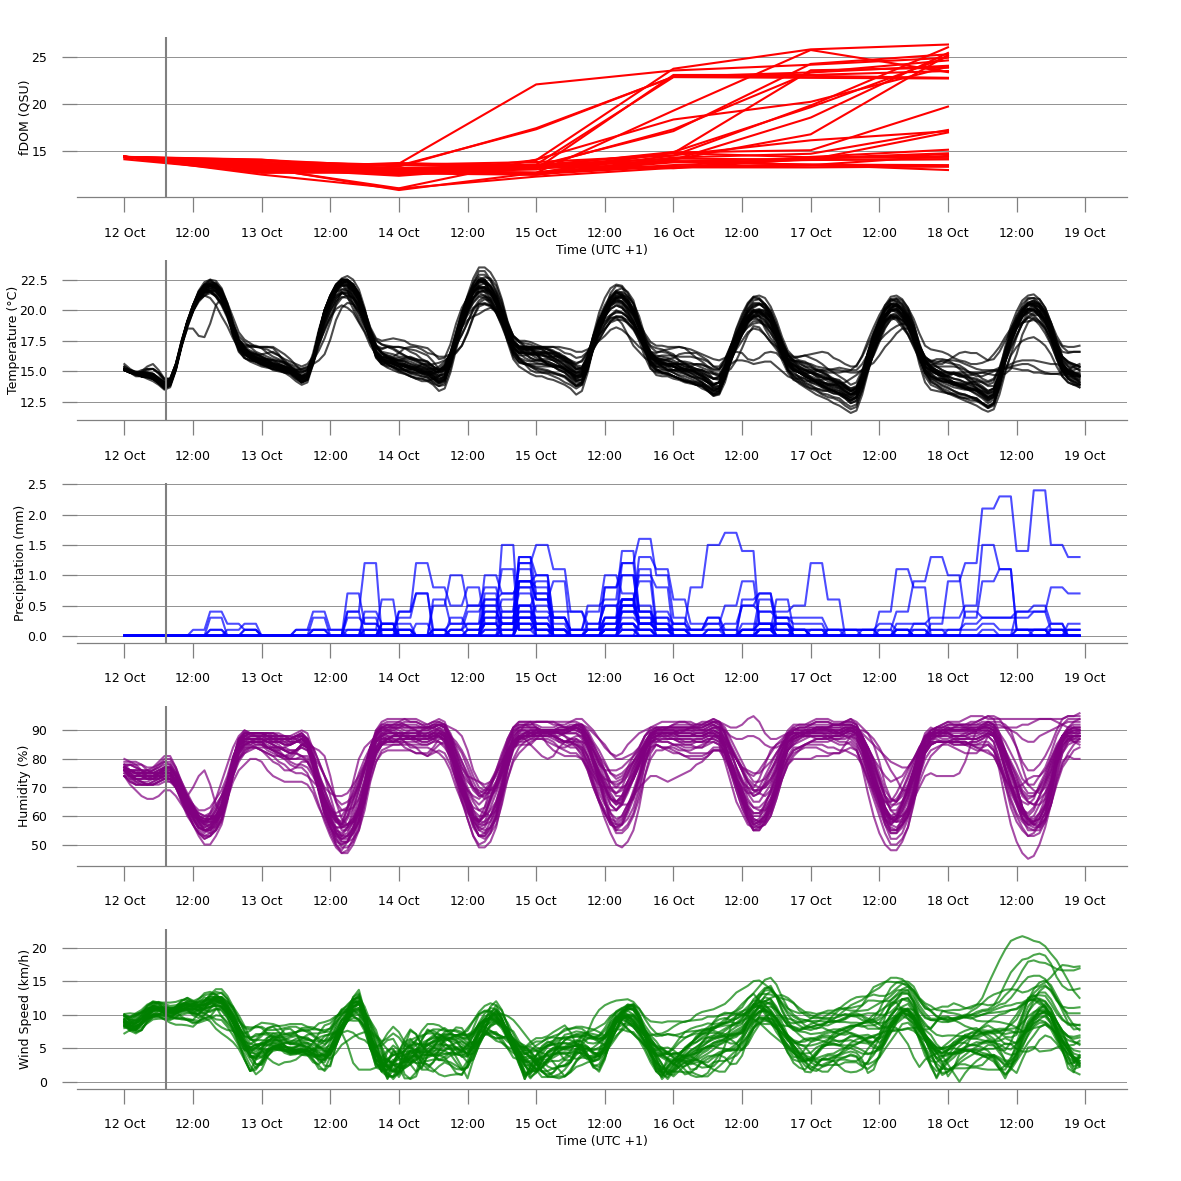 25
20
15
fDOM (QSU)
12 Oct 12:00 13 Oct 12:00 14 Oct 12:00 15 Oct 12:00 16 Oct 12:00 17 Oct 12:00 18 Oct 12:00 19 Oct
Time (UTC +1)
22.5
20.0
17.5
15.0
12.5
Temperature (°C)
12 Oct 12:00 13 Oct 12:00 14 Oct 12:00 15 Oct 12:00 16 Oct 12:00 17 Oct 12:00 18 Oct 12:00 19 Oct
2.5
2.0
1.5
1.0
0.5
0.0
Precipitation (mm)
12 Oct 12:00 13 Oct 12:00 14 Oct 12:00 15 Oct 12:00 16 Oct 12:00 17 Oct 12:00 18 Oct 12:00 19 Oct
90
80
70
60
50
Humidity (%)
12 Oct 12:00 13 Oct 12:00 14 Oct 12:00 15 Oct 12:00 16 Oct 12:00 17 Oct 12:00 18 Oct 12:00 19 Oct
20
15
10
5
0
Wind Speed (km/h)
12 Oct 12:00 13 Oct 12:00 14 Oct 12:00 15 Oct 12:00 16 Oct 12:00 17 Oct 12:00 18 Oct 12:00 19 Oct
Time (UTC +1)